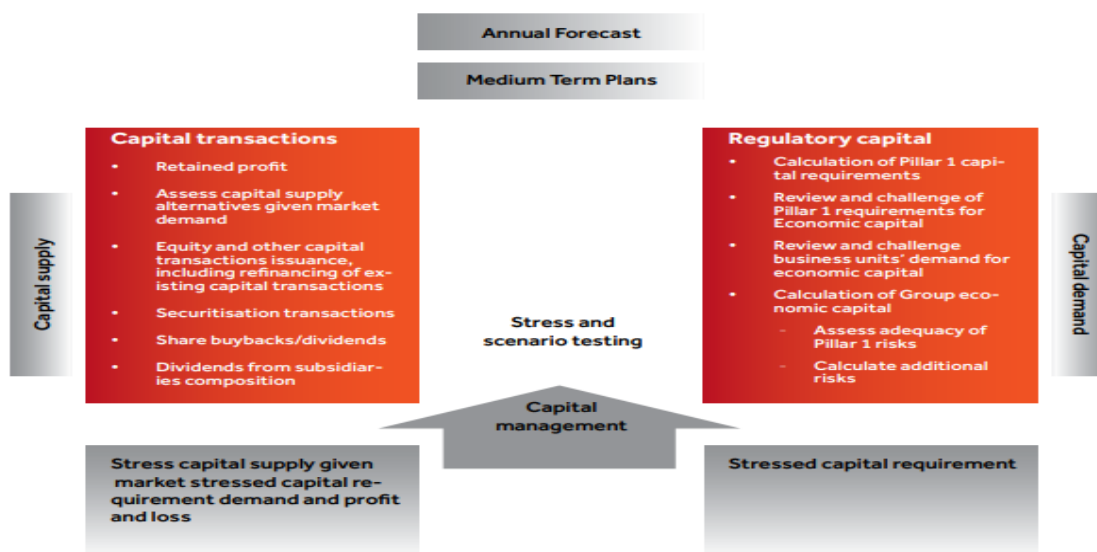 Annual Forecast
Medium Term Plans
Capital supply
Capital transactions
• Retained profit
• Assess capital supply
alternatives given market
demand
• Equity and other capital
transactions issuance,
including refinancing of ex-
isting capital transactions
• Securitisation transactions
• Share buybacks/dividends
• Dividends from subsidiar-
ies composition
Stress and
scenario testing
Capital
management
Regulatory capital
• Calculation of Pillar 1 capi-
tal requirements
• Review and challenge of
Pillar 1 requirements for
Economic capital
• Review and challenge
business units’ demand for
economic capital
• Calculation of Group eco-
nomic capital
- Assess adequacy of
Pillar 1 risks
- Calculate additional
risks
Capital demand
Stress capital supply given
market stressed capital re-
quirement demand and profit
and loss
Stressed capital requirement